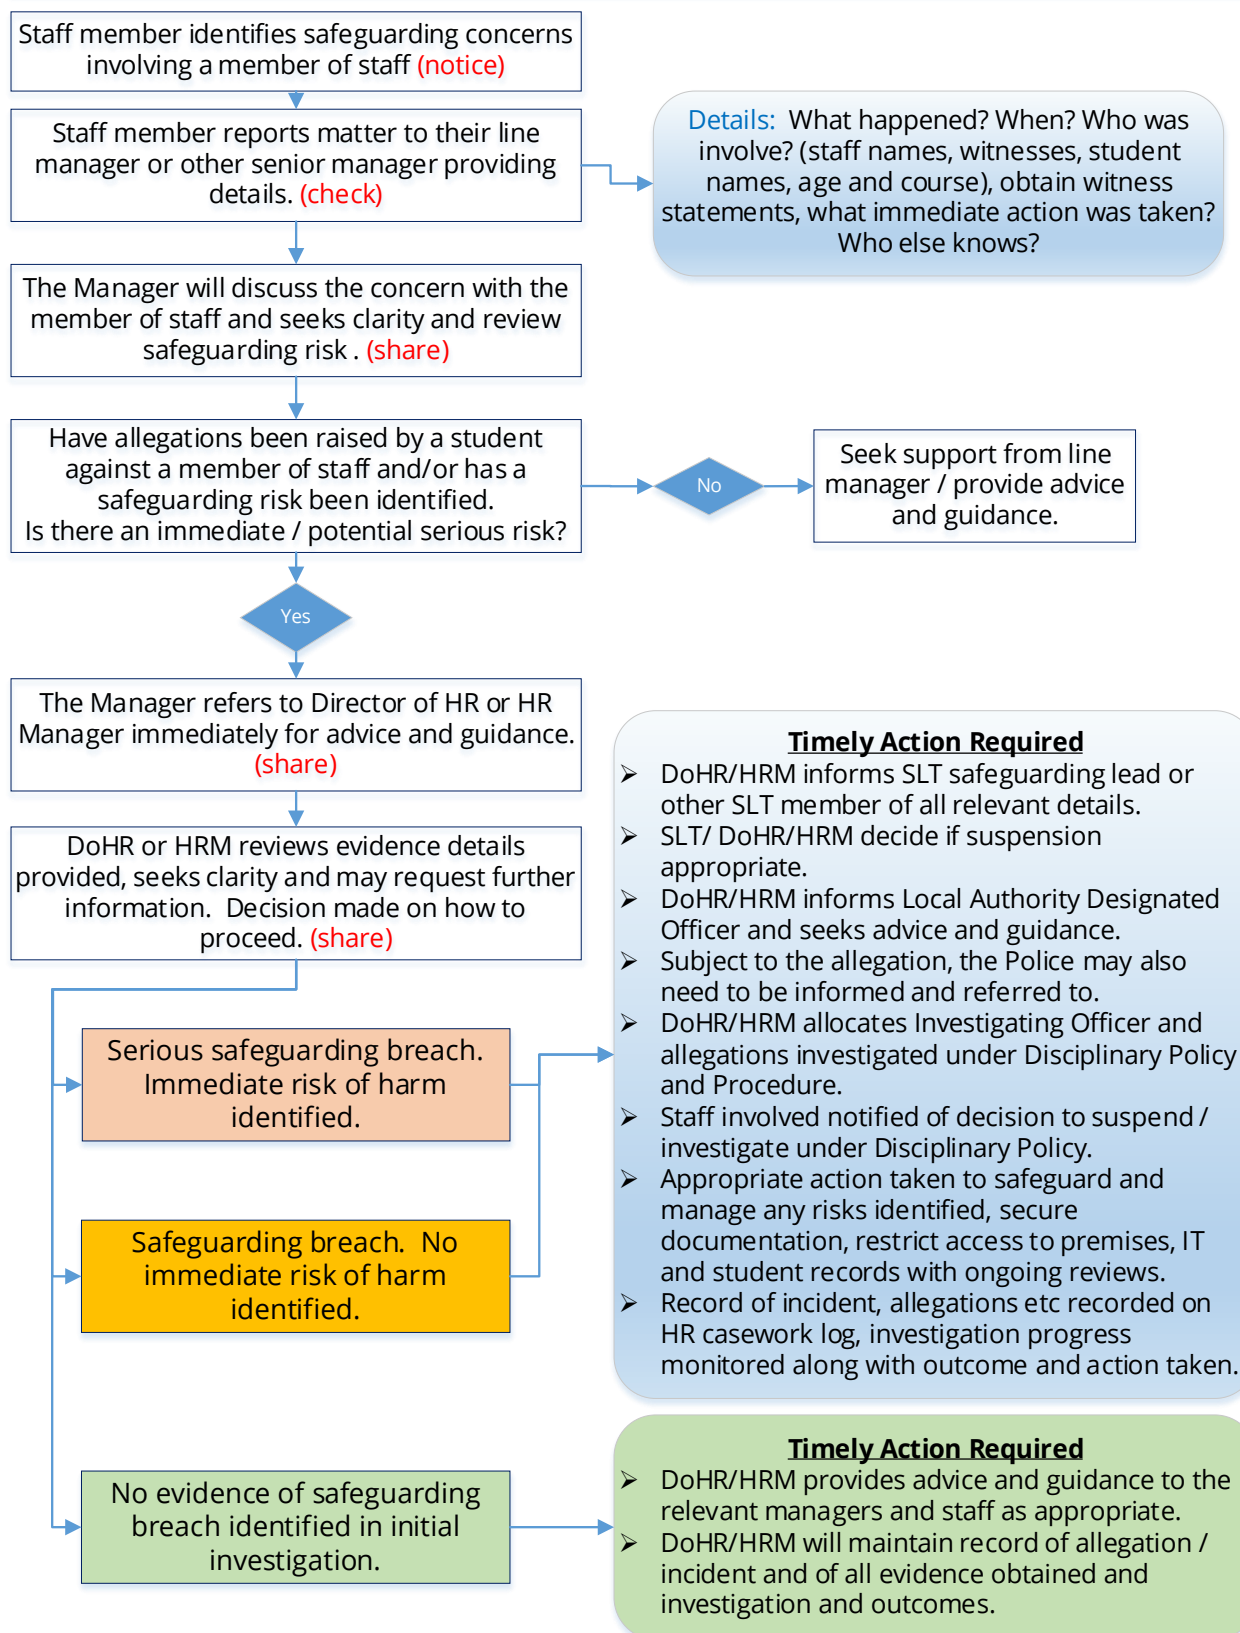 Staff member identifies safeguarding concerns
involving a member of staff (notice)
Staff member reports matter to their line
manager or other senior manager providing
details. (check)
Details:  What happened? When? Who was
involve? (staff names, witnesses, student
names, age and course), obtain witness
statements, what immediate action was taken?
Who else knows?
The Manager will discuss the concern with the
member of staff and seeks clarity and review
safeguarding risk . (share)
Have allegations been raised by a student
against a member of staff and/or has a
safeguarding risk been identified.
Is there an immediate / potential serious risk?
No
Seek support from line
manager / provide advice
and guidance.
Yes
The Manager refers to Director of HR or HR
Manager immediately for advice and guidance.
(share)
DoHR or HRM reviews evidence details
provided, seeks clarity and may request further
information.  Decision made on how to
proceed. (share)
Serious safeguarding breach.
Immediate risk of harm
identified.
Safeguarding breach.  No
immediate risk of harm
identified.
Timely Action Required
➢ DoHR/HRM informs SLT safeguarding lead or
other SLT member of all relevant details.
➢ SLT/ DoHR/HRM decide if suspension
appropriate.
➢ DoHR/HRM informs Local Authority Designated
Officer and seeks advice and guidance.
➢ Subject to the allegation, the Police may also
need to be informed and referred to.
➢ DoHR/HRM allocates Investigating Officer and
allegations investigated under Disciplinary Policy
and Procedure.
➢ Staff involved notified of decision to suspend /
investigate under Disciplinary Policy.
➢ Appropriate action taken to safeguard and
manage any risks identified, secure
documentation, restrict access to premises, IT
and student records with ongoing reviews.
➢ Record of incident, allegations etc recorded on
HR casework log, investigation progress
monitored along with outcome and action taken.
No evidence of safeguarding
breach identified in initial
investigation.
Timely Action Required
➢ DoHR/HRM provides advice and guidance to the
relevant managers and staff as appropriate.
➢ DoHR/HRM will maintain record of allegation /
incident and of all evidence obtained and
investigation and outcomes.